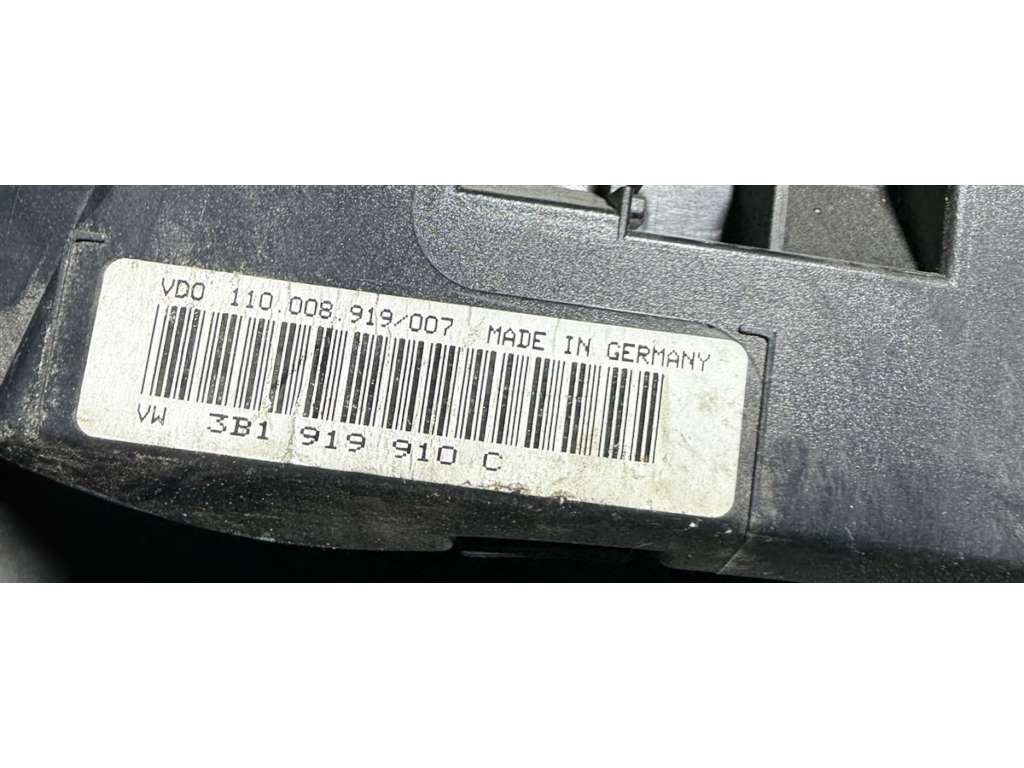 VDO 110.008.919/007 MADE IN GERMANY
VW 3B1 919 910 C